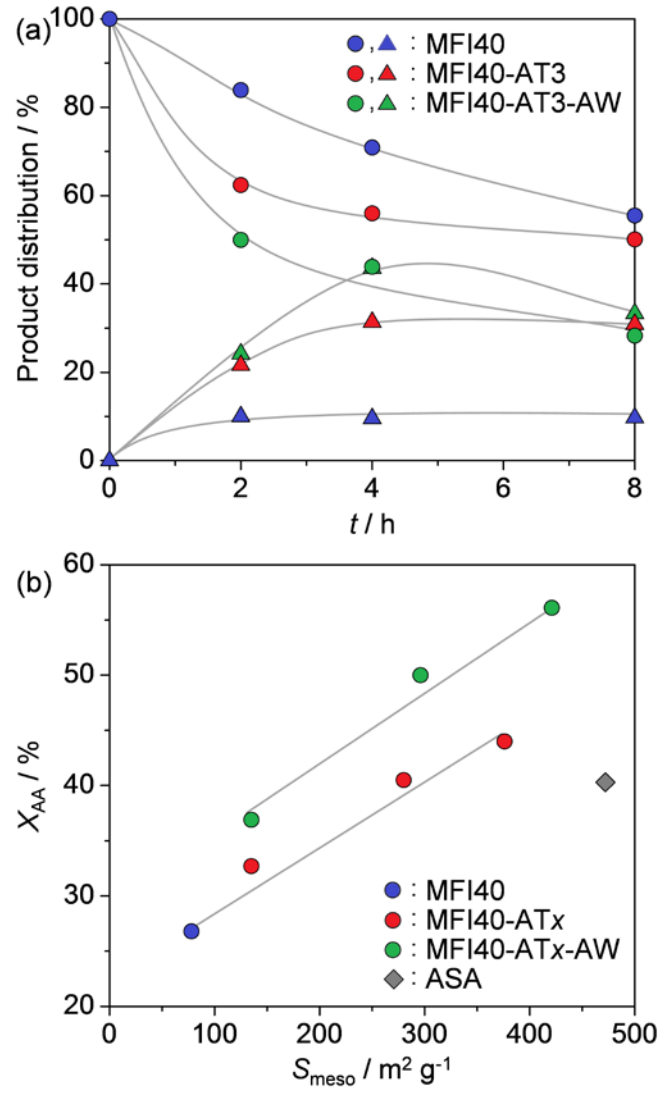 (a)
● , ▲ : MFI40
● , ▲ : MFI40-AT3
● , ▲ : MFI40-AT3-AW
Product distribution / %
100
80
60
40
20
0
0 2 4 6 8
t / h
(b)
X_AA / %
60
50
40
30
20
● : MFI40
● : MFI40-ATx
● : MFI40-ATx-AW
◆ : ASA
0 100 200 300 400 500
S_meso / m² g⁻¹